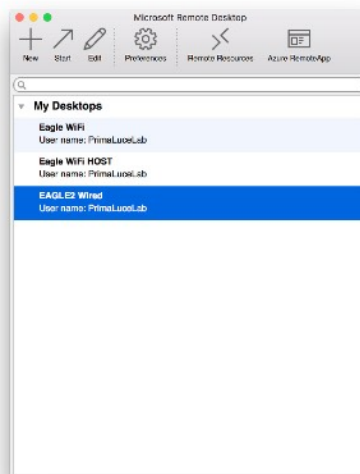 Microsoft Remote Desktop
New Start Edit Preferences Remote Resources Azure RemoteApp
My Desktops
Eagle WiFi
User name: PrimaLuceLab
Eagle WiFi HOST
User name: PrimaLuceLab
EAGLE2 Wired
User name: PrimaLuceLab